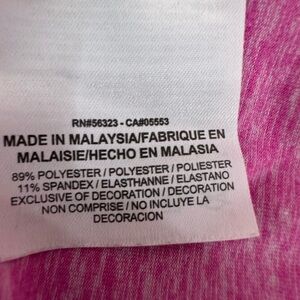 RN#56323 - CA#05553
MADE IN MALAYSIA/FABRIQUE EN
MALAISIE/HECHO EN MALASIA
89% POLYESTER / POLYESTER / POLIESTER
11% SPANDEX / ELASTHANNE / ELASTANO
EXCLUSIVE OF DECORATION / DECORATION
NON COMPRISE / NO INCLUYE LA
DECORACION